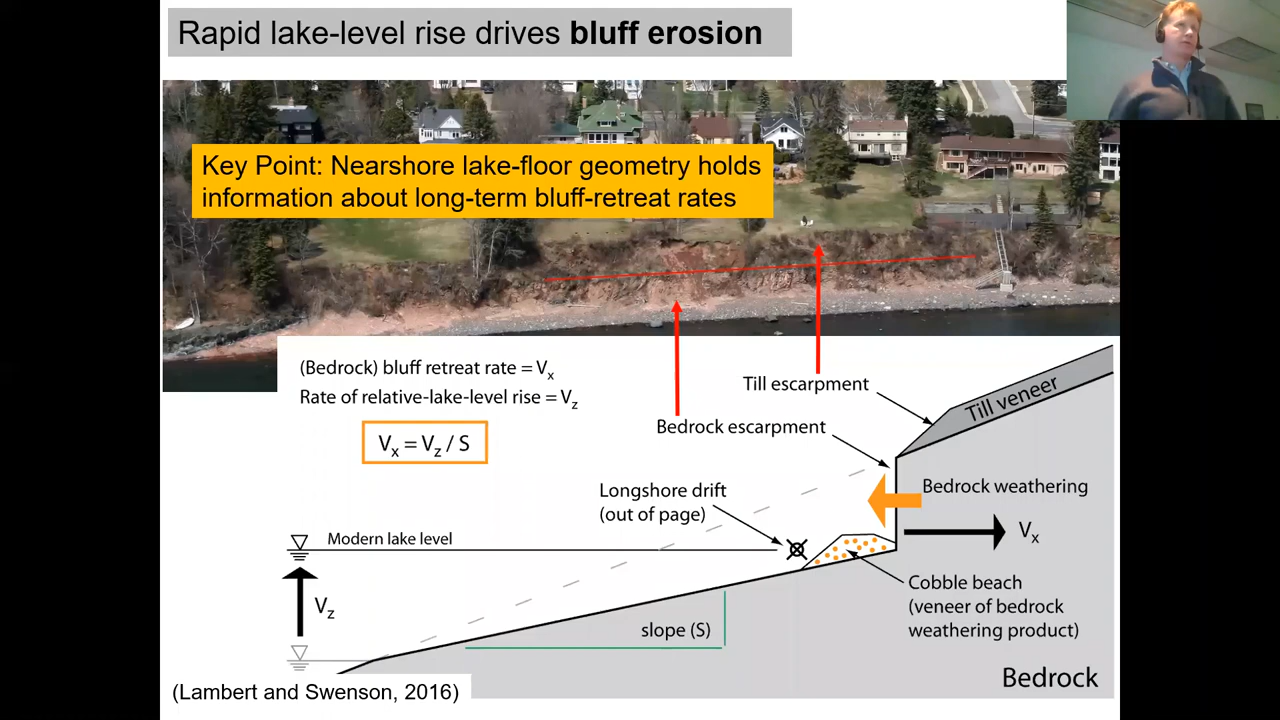 Rapid lake-level rise drives bluff erosion
Key Point: Nearshore lake-floor geometry holds
information about long-term bluff-retreat rates
(Bedrock) bluff retreat rate = Vx
Rate of relative-lake-level rise = Vz
Vx = Vz / S
Till escarpment
Till veneer
Bedrock escarpment
Longshore drift
(out of page)
Bedrock weathering
Vx
Modern lake level
Vz
Cobble beach
(veneer of bedrock
weathering product)
slope (S)
Bedrock
(Lambert and Swenson, 2016)